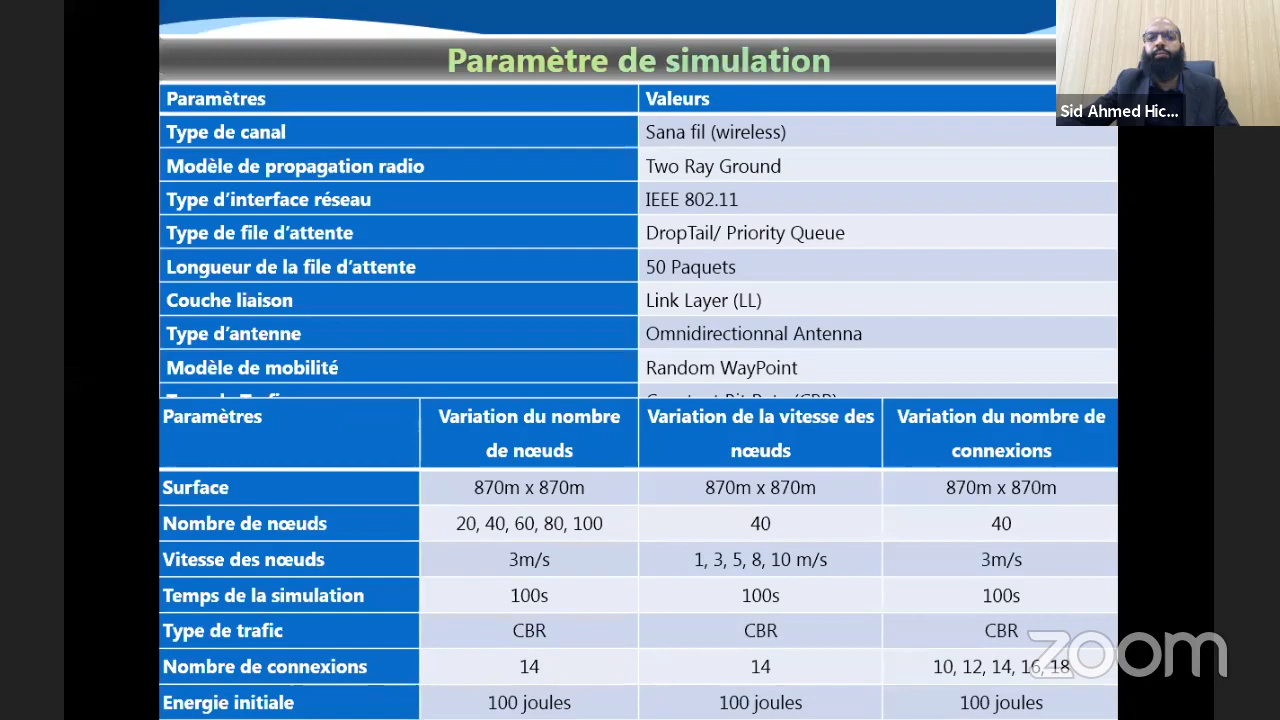 Paramètre de simulation
Sid Ahmed Hic...
Paramètres Valeurs
Type de canal Sana fil (wireless)
Modèle de propagation radio Two Ray Ground
Type d'interface réseau IEEE 802.11
Type de file d'attente DropTail/ Priority Queue
Longueur de la file d'attente 50 Paquets
Couche liaison Link Layer (LL)
Type d'antenne Omnidirectionnal Antenna
Modèle de mobilité Random WayPoint
Paramètres Variation du nombre de nœuds Variation de la vitesse des nœuds Variation du nombre de connexions
Surface 870m x 870m 870m x 870m 870m x 870m
Nombre de nœuds 20, 40, 60, 80, 100 40 40
Vitesse des nœuds 3m/s 1, 3, 5, 8, 10 m/s 3m/s
Temps de la simulation 100s 100s 100s
Type de trafic CBR CBR CBR
Nombre de connexions 14 14 10, 12, 14, 16, 18
Energie initiale 100 joules 100 joules 100 joules
zoom